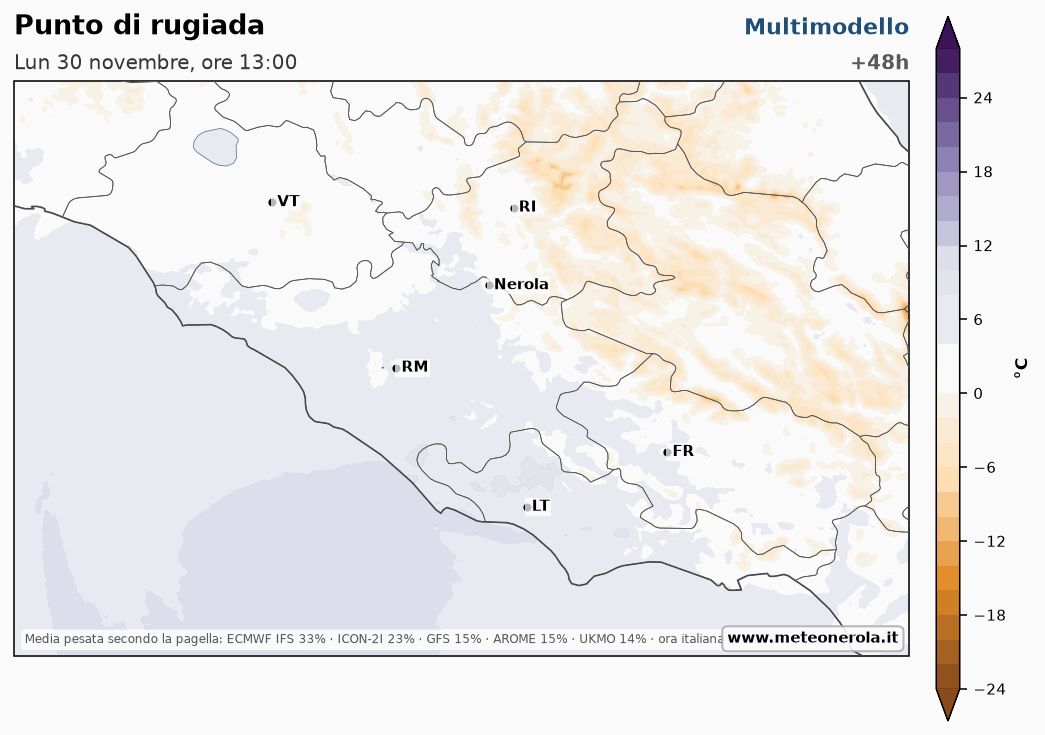 Punto di rugiada
Multimodello
Lun 30 novembre, ore 13:00
+48h
VT
RI
Nerola
RM
FR
LT
Media pesata secondo la pagella: ECMWF IFS 33% · ICON-2I 23% · GFS 15% · AROME 15% · UKMO 14% · ora italiana
www.meteonerola.it
24
18
12
6
0
−6
−12
−18
−24
°C